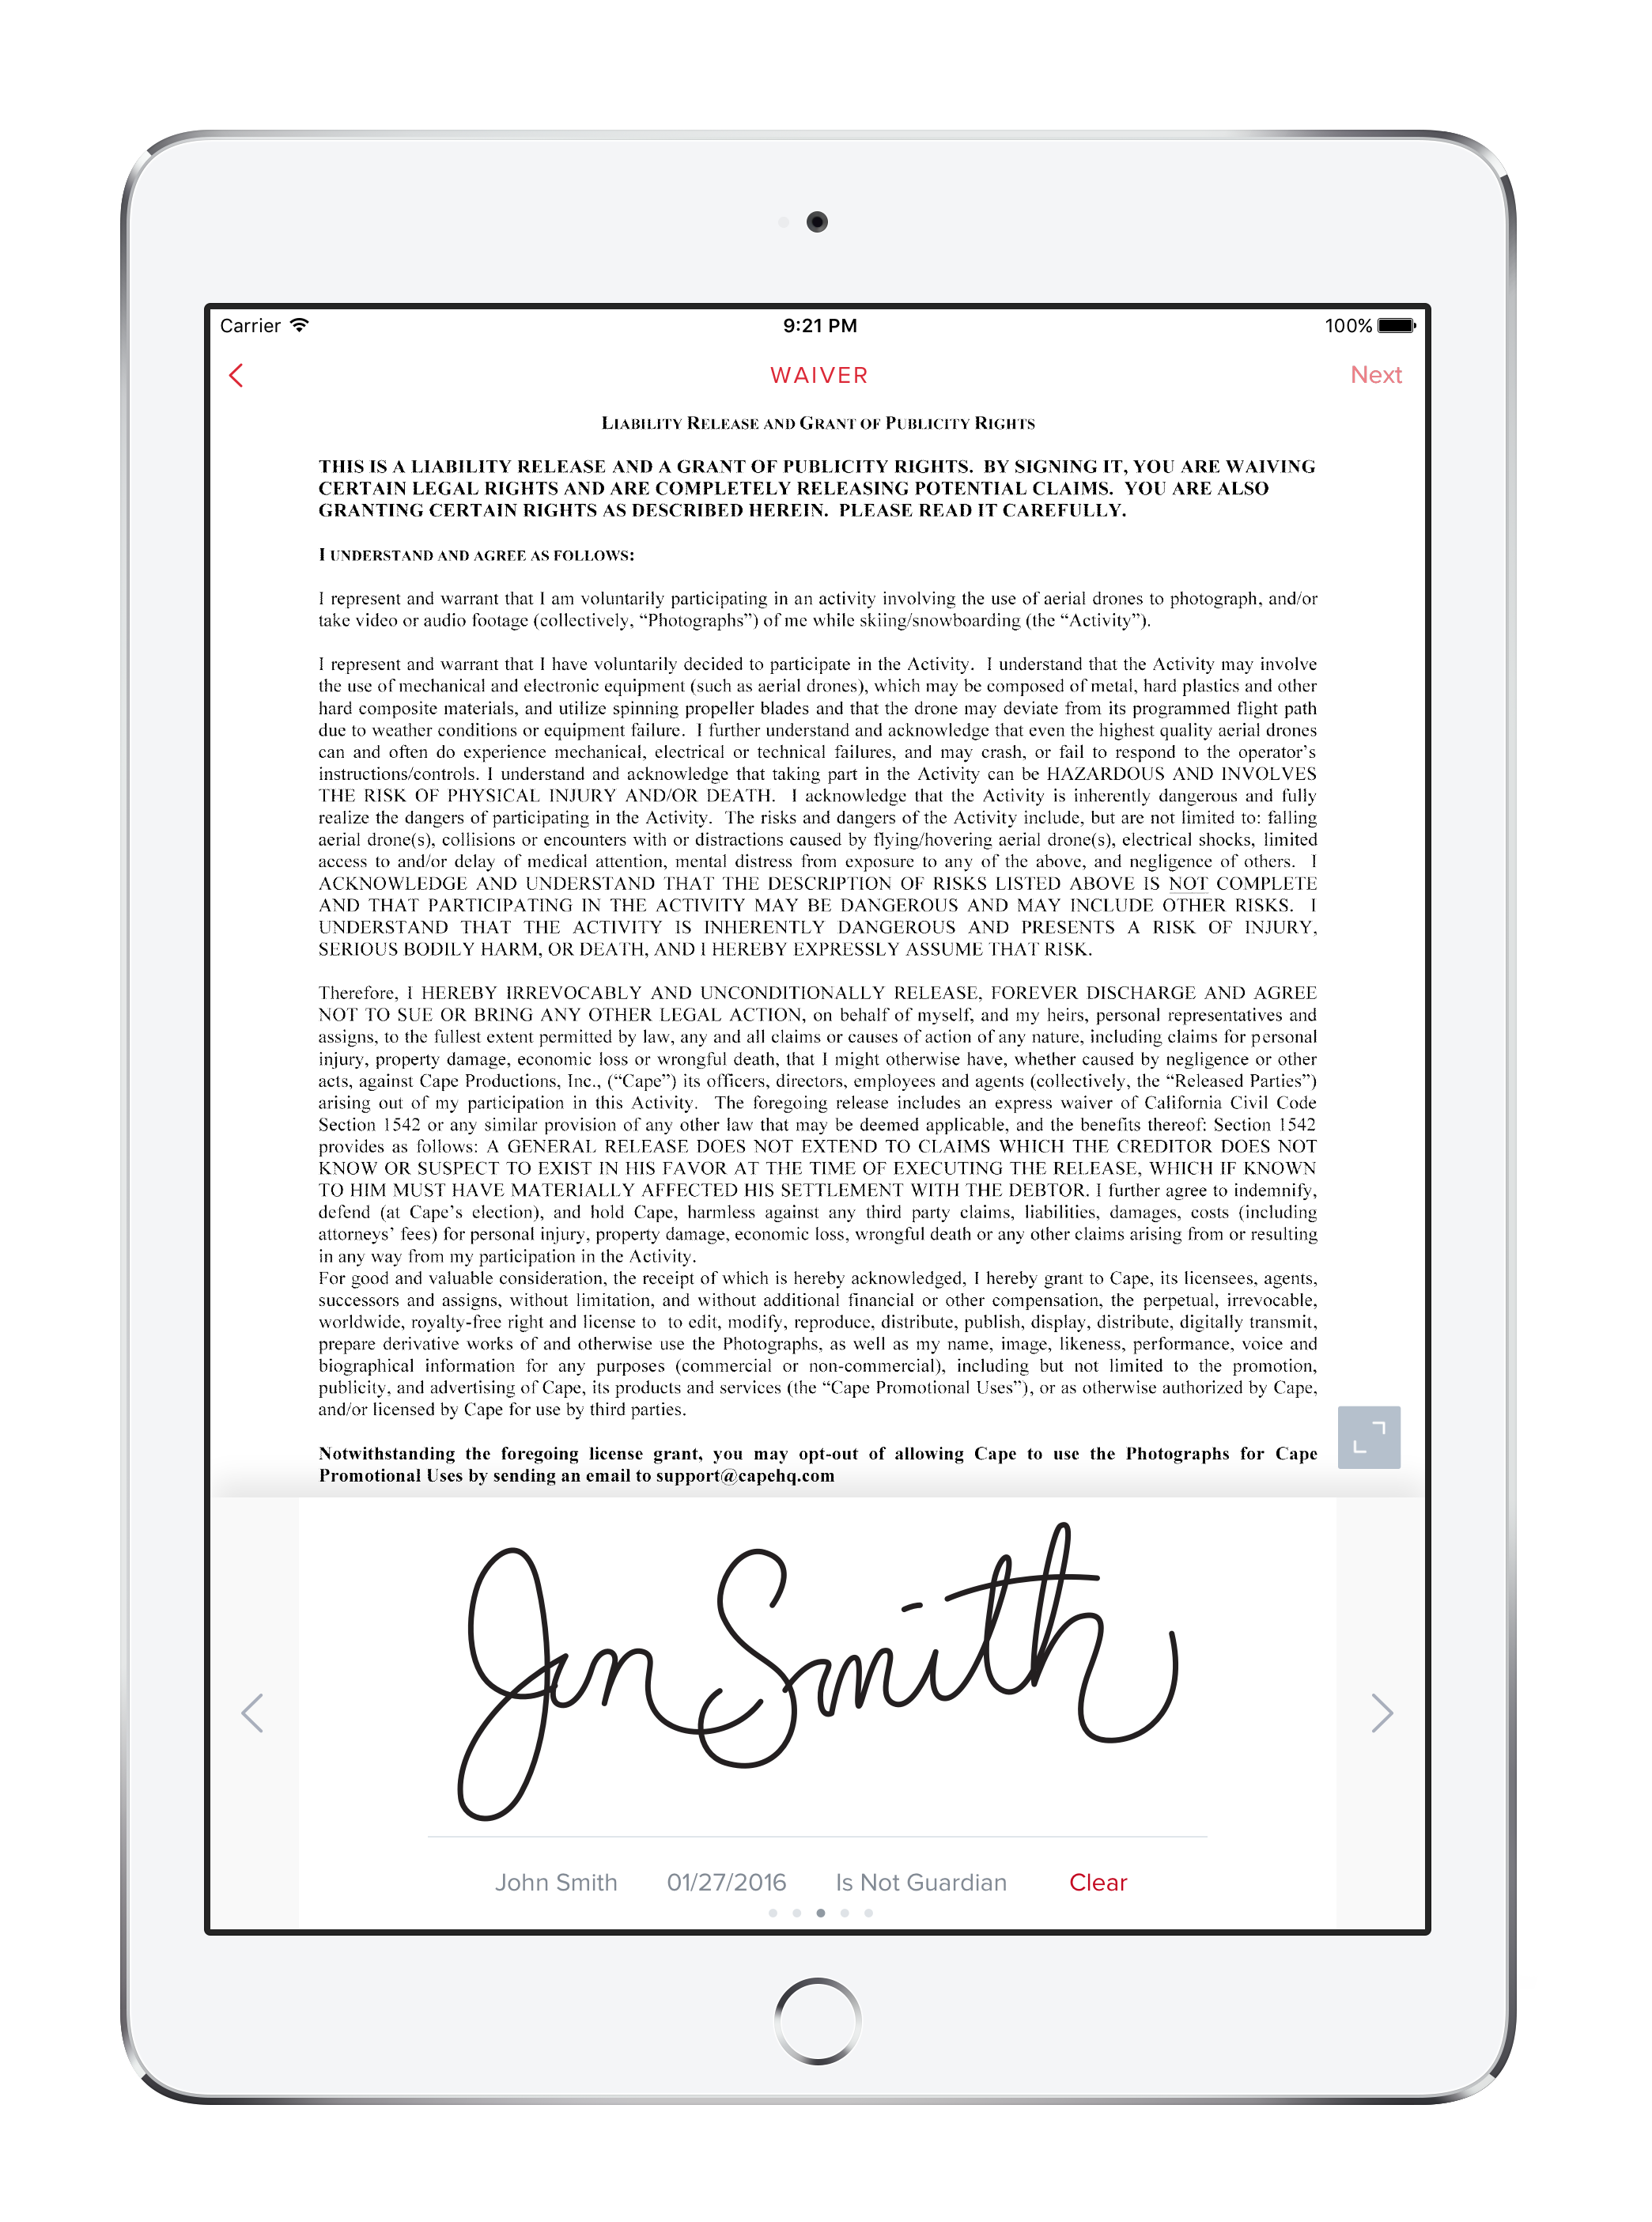 Carrier 9:21 PM 100%
WAIVER Next
LIABILITY RELEASE AND GRANT OF PUBLICITY RIGHTS
THIS IS A LIABILITY RELEASE AND A GRANT OF PUBLICITY RIGHTS. BY SIGNING IT, YOU ARE WAIVING
CERTAIN LEGAL RIGHTS AND ARE COMPLETELY RELEASING POTENTIAL CLAIMS. YOU ARE ALSO
GRANTING CERTAIN RIGHTS AS DESCRIBED HEREIN. PLEASE READ IT CAREFULLY.
I UNDERSTAND AND AGREE AS FOLLOWS:
I represent and warrant that I am voluntarily participating in an activity involving the use of aerial drones to photograph, and/or
take video or audio footage (collectively, “Photographs”) of me while skiing/snowboarding (the “Activity”).
I represent and warrant that I have voluntarily decided to participate in the Activity. I understand that the Activity may involve
the use of mechanical and electronic equipment (such as aerial drones), which may be composed of metal, hard plastics and other
hard composite materials, and utilize spinning propeller blades and that the drone may deviate from its programmed flight path
due to weather conditions or equipment failure. I further understand and acknowledge that even the highest quality aerial drones
can and often do experience mechanical, electrical or technical failures, and may crash, or fail to respond to the operator’s
instructions/controls. I understand and acknowledge that taking part in the Activity can be HAZARDOUS AND INVOLVES
THE RISK OF PHYSICAL INJURY AND/OR DEATH. I acknowledge that the Activity is inherently dangerous and fully
realize the dangers of participating in the Activity. The risks and dangers of the Activity include, but are not limited to: falling
aerial drone(s), collisions or encounters with or distractions caused by flying/hovering aerial drone(s), electrical shocks, limited
access to and/or delay of medical attention, mental distress from exposure to any of the above, and negligence of others. I
ACKNOWLEDGE AND UNDERSTAND THAT THE DESCRIPTION OF RISKS LISTED ABOVE IS NOT COMPLETE
AND THAT PARTICIPATING IN THE ACTIVITY MAY BE DANGEROUS AND MAY INCLUDE OTHER RISKS. I
UNDERSTAND THAT THE ACTIVITY IS INHERENTLY DANGEROUS AND PRESENTS A RISK OF INJURY,
SERIOUS BODILY HARM, OR DEATH, AND I HEREBY EXPRESSLY ASSUME THAT RISK.
Therefore, I HEREBY IRREVOCABLY AND UNCONDITIONALLY RELEASE, FOREVER DISCHARGE AND AGREE
NOT TO SUE OR BRING ANY OTHER LEGAL ACTION, on behalf of myself, and my heirs, personal representatives and
assigns, to the fullest extent permitted by law, any and all claims or causes of action of any nature, including claims for personal
injury, property damage, economic loss or wrongful death, that I might otherwise have, whether caused by negligence or other
acts, against Cape Productions, Inc., (“Cape”) its officers, directors, employees and agents (collectively, the “Released Parties”)
arising out of my participation in this Activity. The foregoing release includes an express waiver of California Civil Code
Section 1542 or any similar provision of any other law that may be deemed applicable, and the benefits thereof: Section 1542
provides as follows: A GENERAL RELEASE DOES NOT EXTEND TO CLAIMS WHICH THE CREDITOR DOES NOT
KNOW OR SUSPECT TO EXIST IN HIS FAVOR AT THE TIME OF EXECUTING THE RELEASE, WHICH IF KNOWN
TO HIM MUST HAVE MATERIALLY AFFECTED HIS SETTLEMENT WITH THE DEBTOR. I further agree to indemnify,
defend (at Cape’s election), and hold Cape, harmless against any third party claims, liabilities, damages, costs (including
attorneys’ fees) for personal injury, property damage, economic loss, wrongful death or any other claims arising from or resulting
in any way from my participation in the Activity.
For good and valuable consideration, the receipt of which is hereby acknowledged, I hereby grant to Cape, its licensees, agents,
successors and assigns, without limitation, and without additional financial or other compensation, the perpetual, irrevocable,
worldwide, royalty-free right and license to to edit, modify, reproduce, distribute, publish, display, distribute, digitally transmit,
prepare derivative works of and otherwise use the Photographs, as well as my name, image, likeness, performance, voice and
biographical information for any purposes (commercial or non-commercial), including but not limited to the promotion,
publicity, and advertising of Cape, its products and services (the “Cape Promotional Uses”), or as otherwise authorized by Cape,
and/or licensed by Cape for use by third parties.
Notwithstanding the foregoing license grant, you may opt-out of allowing Cape to use the Photographs for Cape
Promotional Uses by sending an email to support@capehq.com
Jon Smith
John Smith 01/27/2016 Is Not Guardian Clear